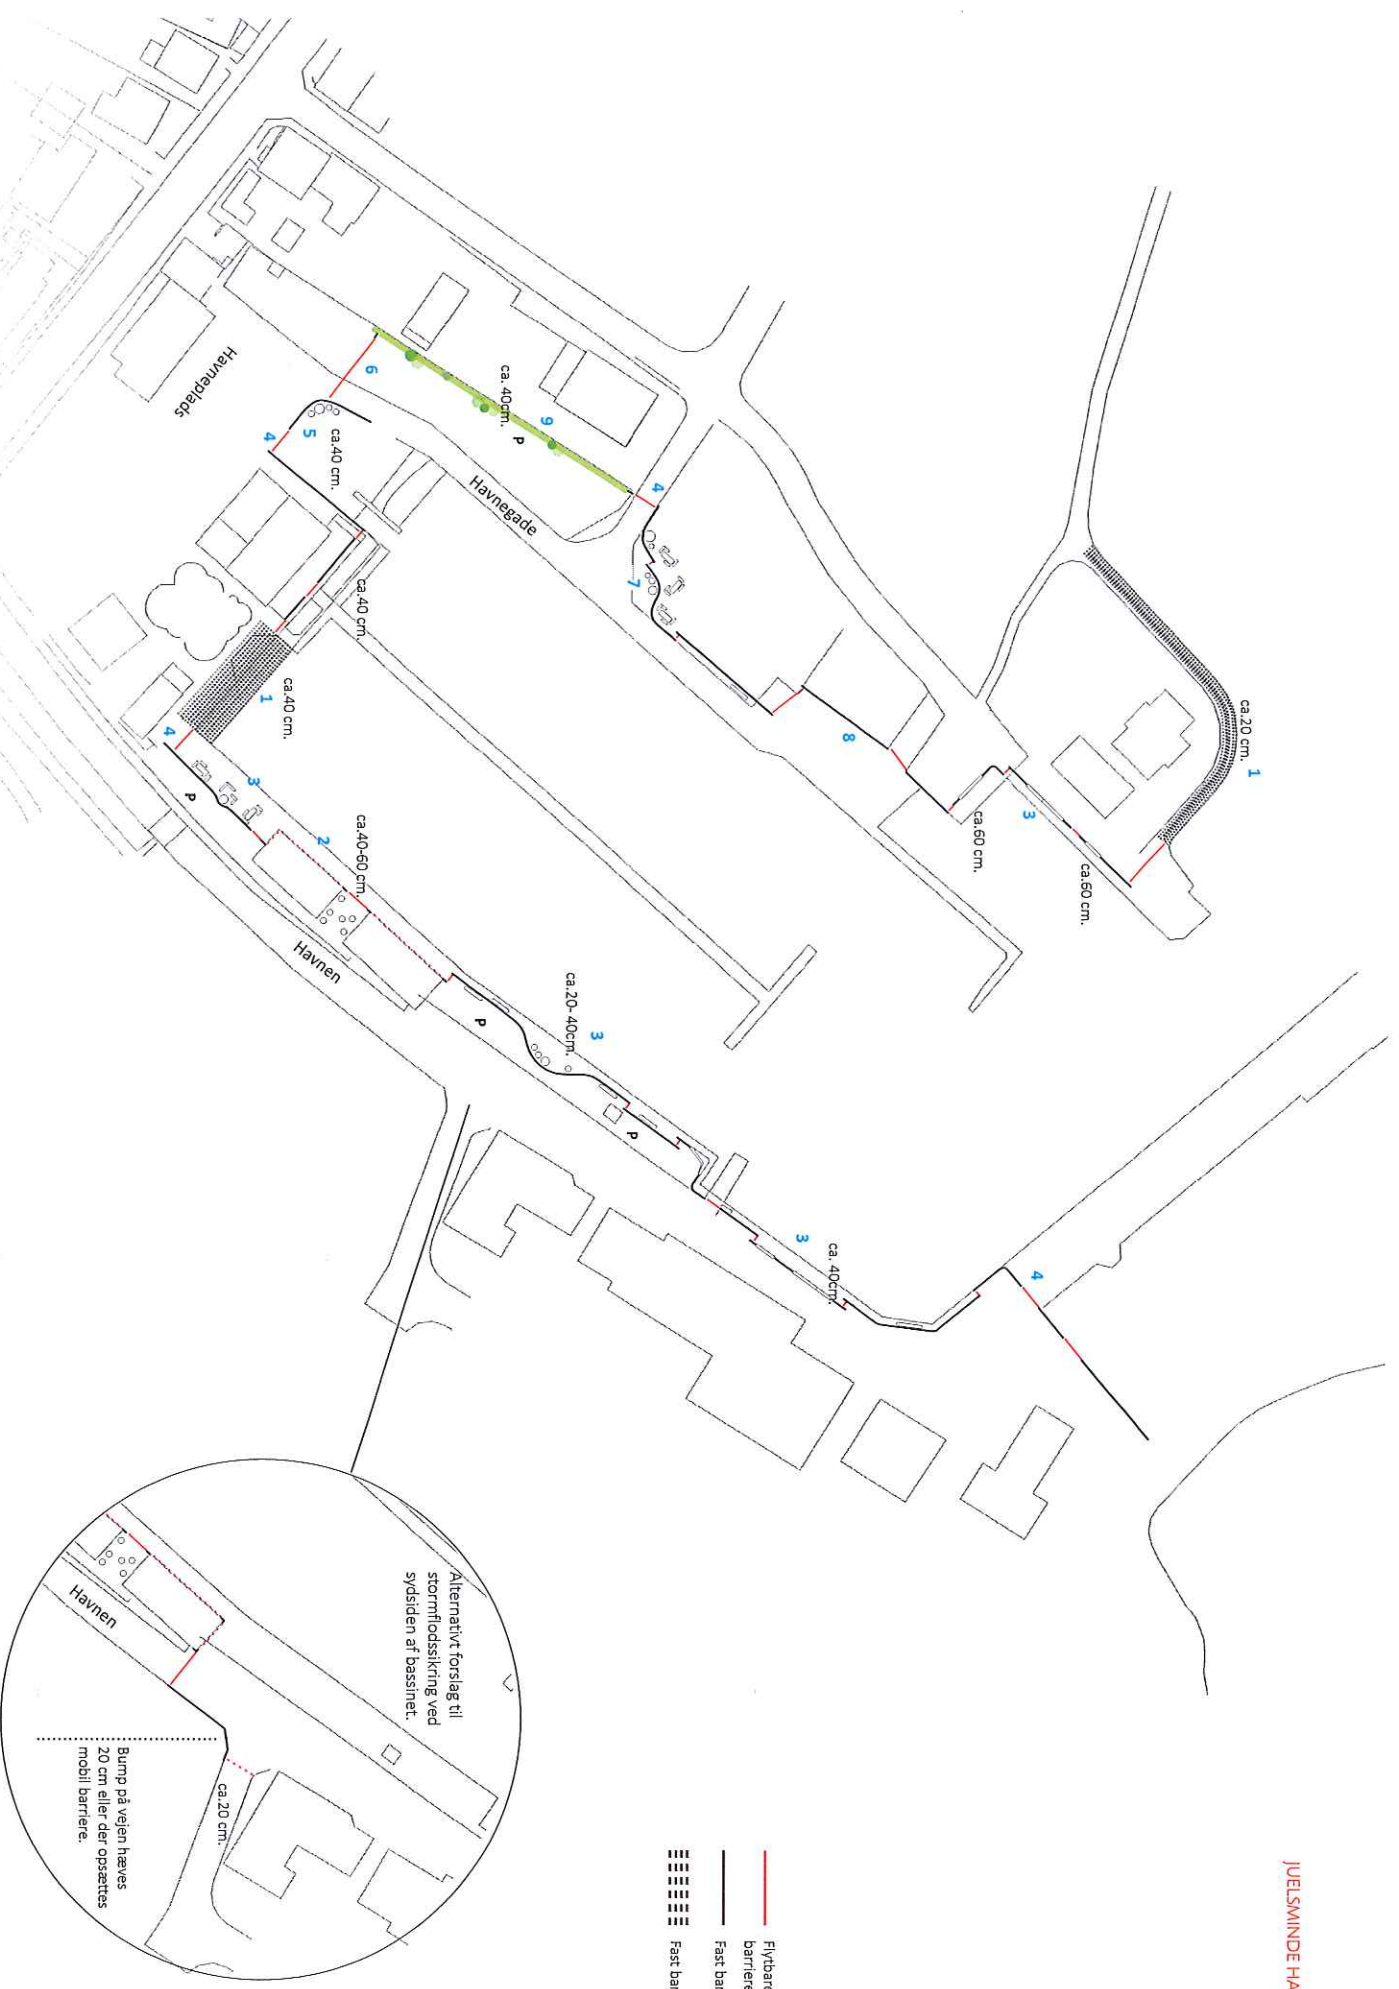 JUELSMINDE HA
ca.20 cm.
1
3
ca.60 cm.
ca.60 cm.
8
4
7
9
ca. 40cm.
P
6
Havnegade
Havneplads
4
5
ca.40 cm.
ca.40 cm.
1
ca.40 cm.
4
3
P
2
ca.40-60 cm.
Havnen
P
3
ca.20- 40cm.
P
3
ca. 40cm.
4
Alternativt forslag til
stormflodssikring ved
sydsiden af bassinet.
Havnen
ca.20 cm.
Bump på vejen hæves
20 cm eller der opsættes
mobil barriere.
Flytbare
barriere
Fast bar
Fast bar